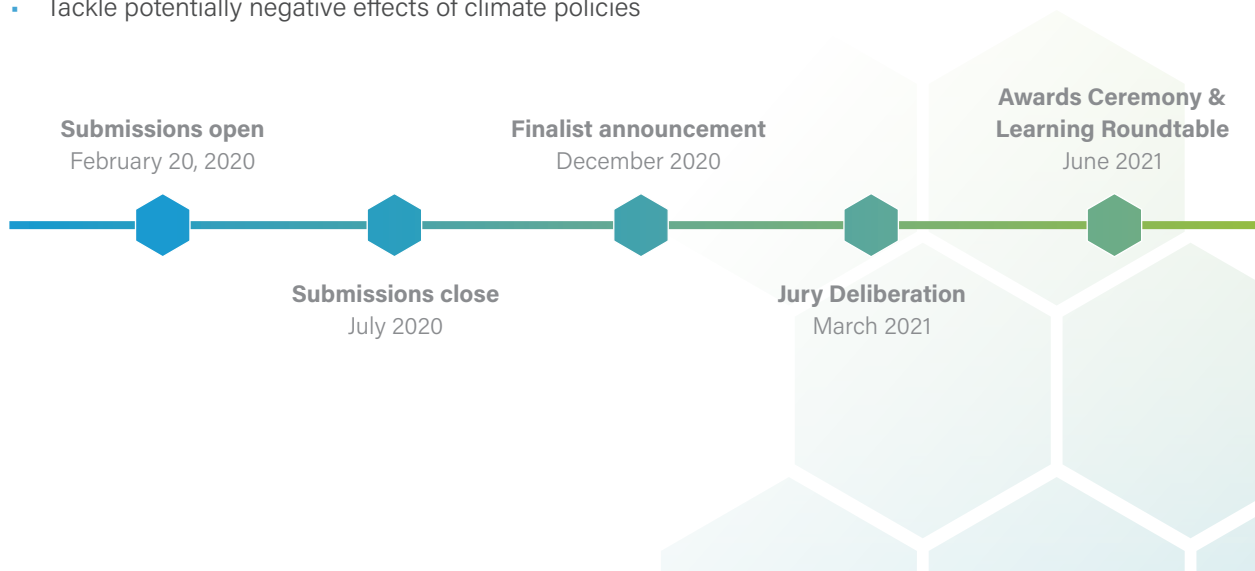 ▪ Tackle potentially negative effects of climate policies
Submissions open
February 20, 2020
Submissions close
July 2020
Finalist announcement
December 2020
Jury Deliberation
March 2021
Awards Ceremony &
Learning Roundtable
June 2021